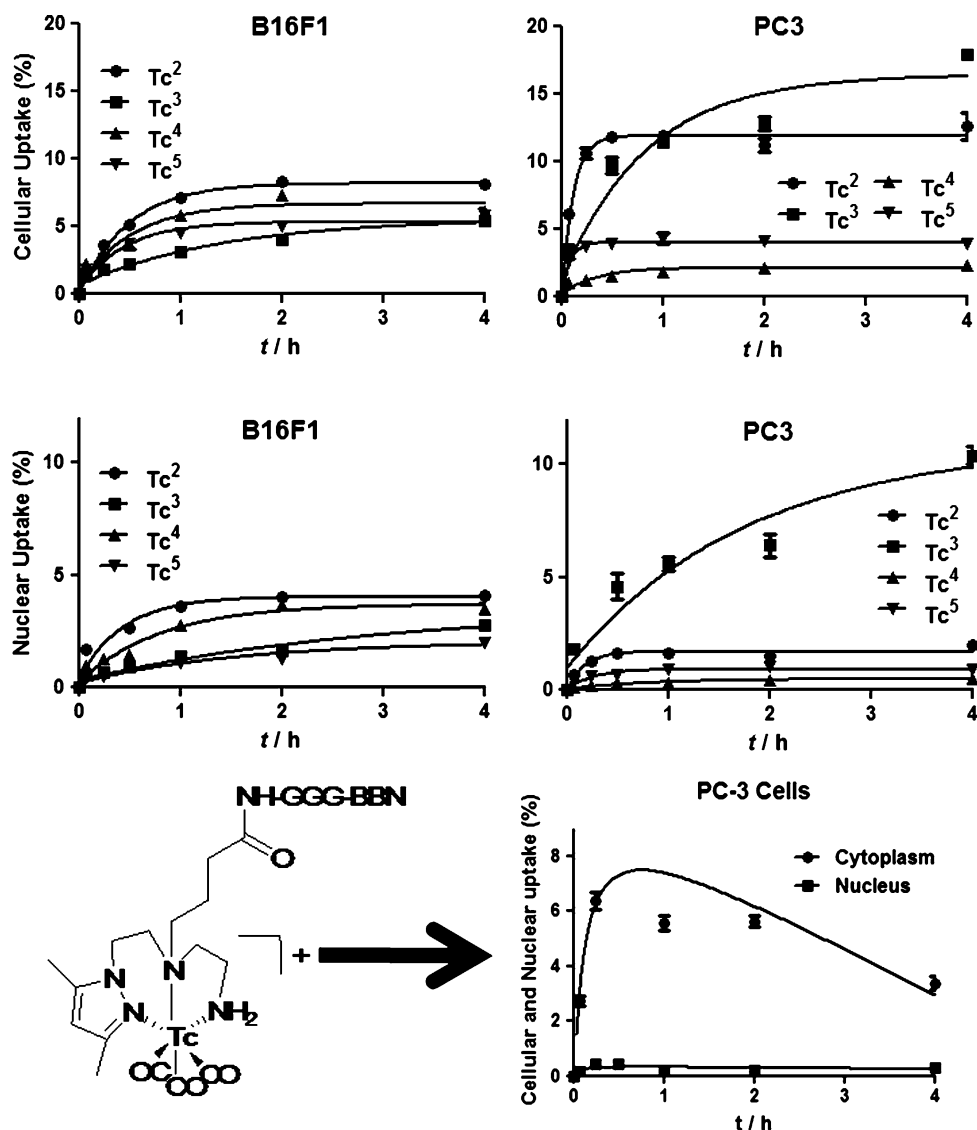 B16F1
Cellular Uptake (%)
20
15
10
5
0
Tc2
Tc3
Tc4
Tc5
0 1 2 3 4
t / h
PC3
20
15
10
5
0
Tc2 Tc4
Tc3 Tc5
0 1 2 3 4
t / h
B16F1
Nuclear Uptake (%)
10
5
0
Tc2
Tc3
Tc4
Tc5
0 1 2 3 4
t / h
PC3
10
5
0
Tc2
Tc3
Tc4
Tc5
0 1 2 3 4
t / h
NH-GGG-BBN
O
N
N
N
NH2
+
Tc
OC
CO
CO
PC-3 Cells
Cellular and Nuclear uptake (%)
8
6
4
2
0
Cytoplasm
Nucleus
0 1 2 3 4
t / h